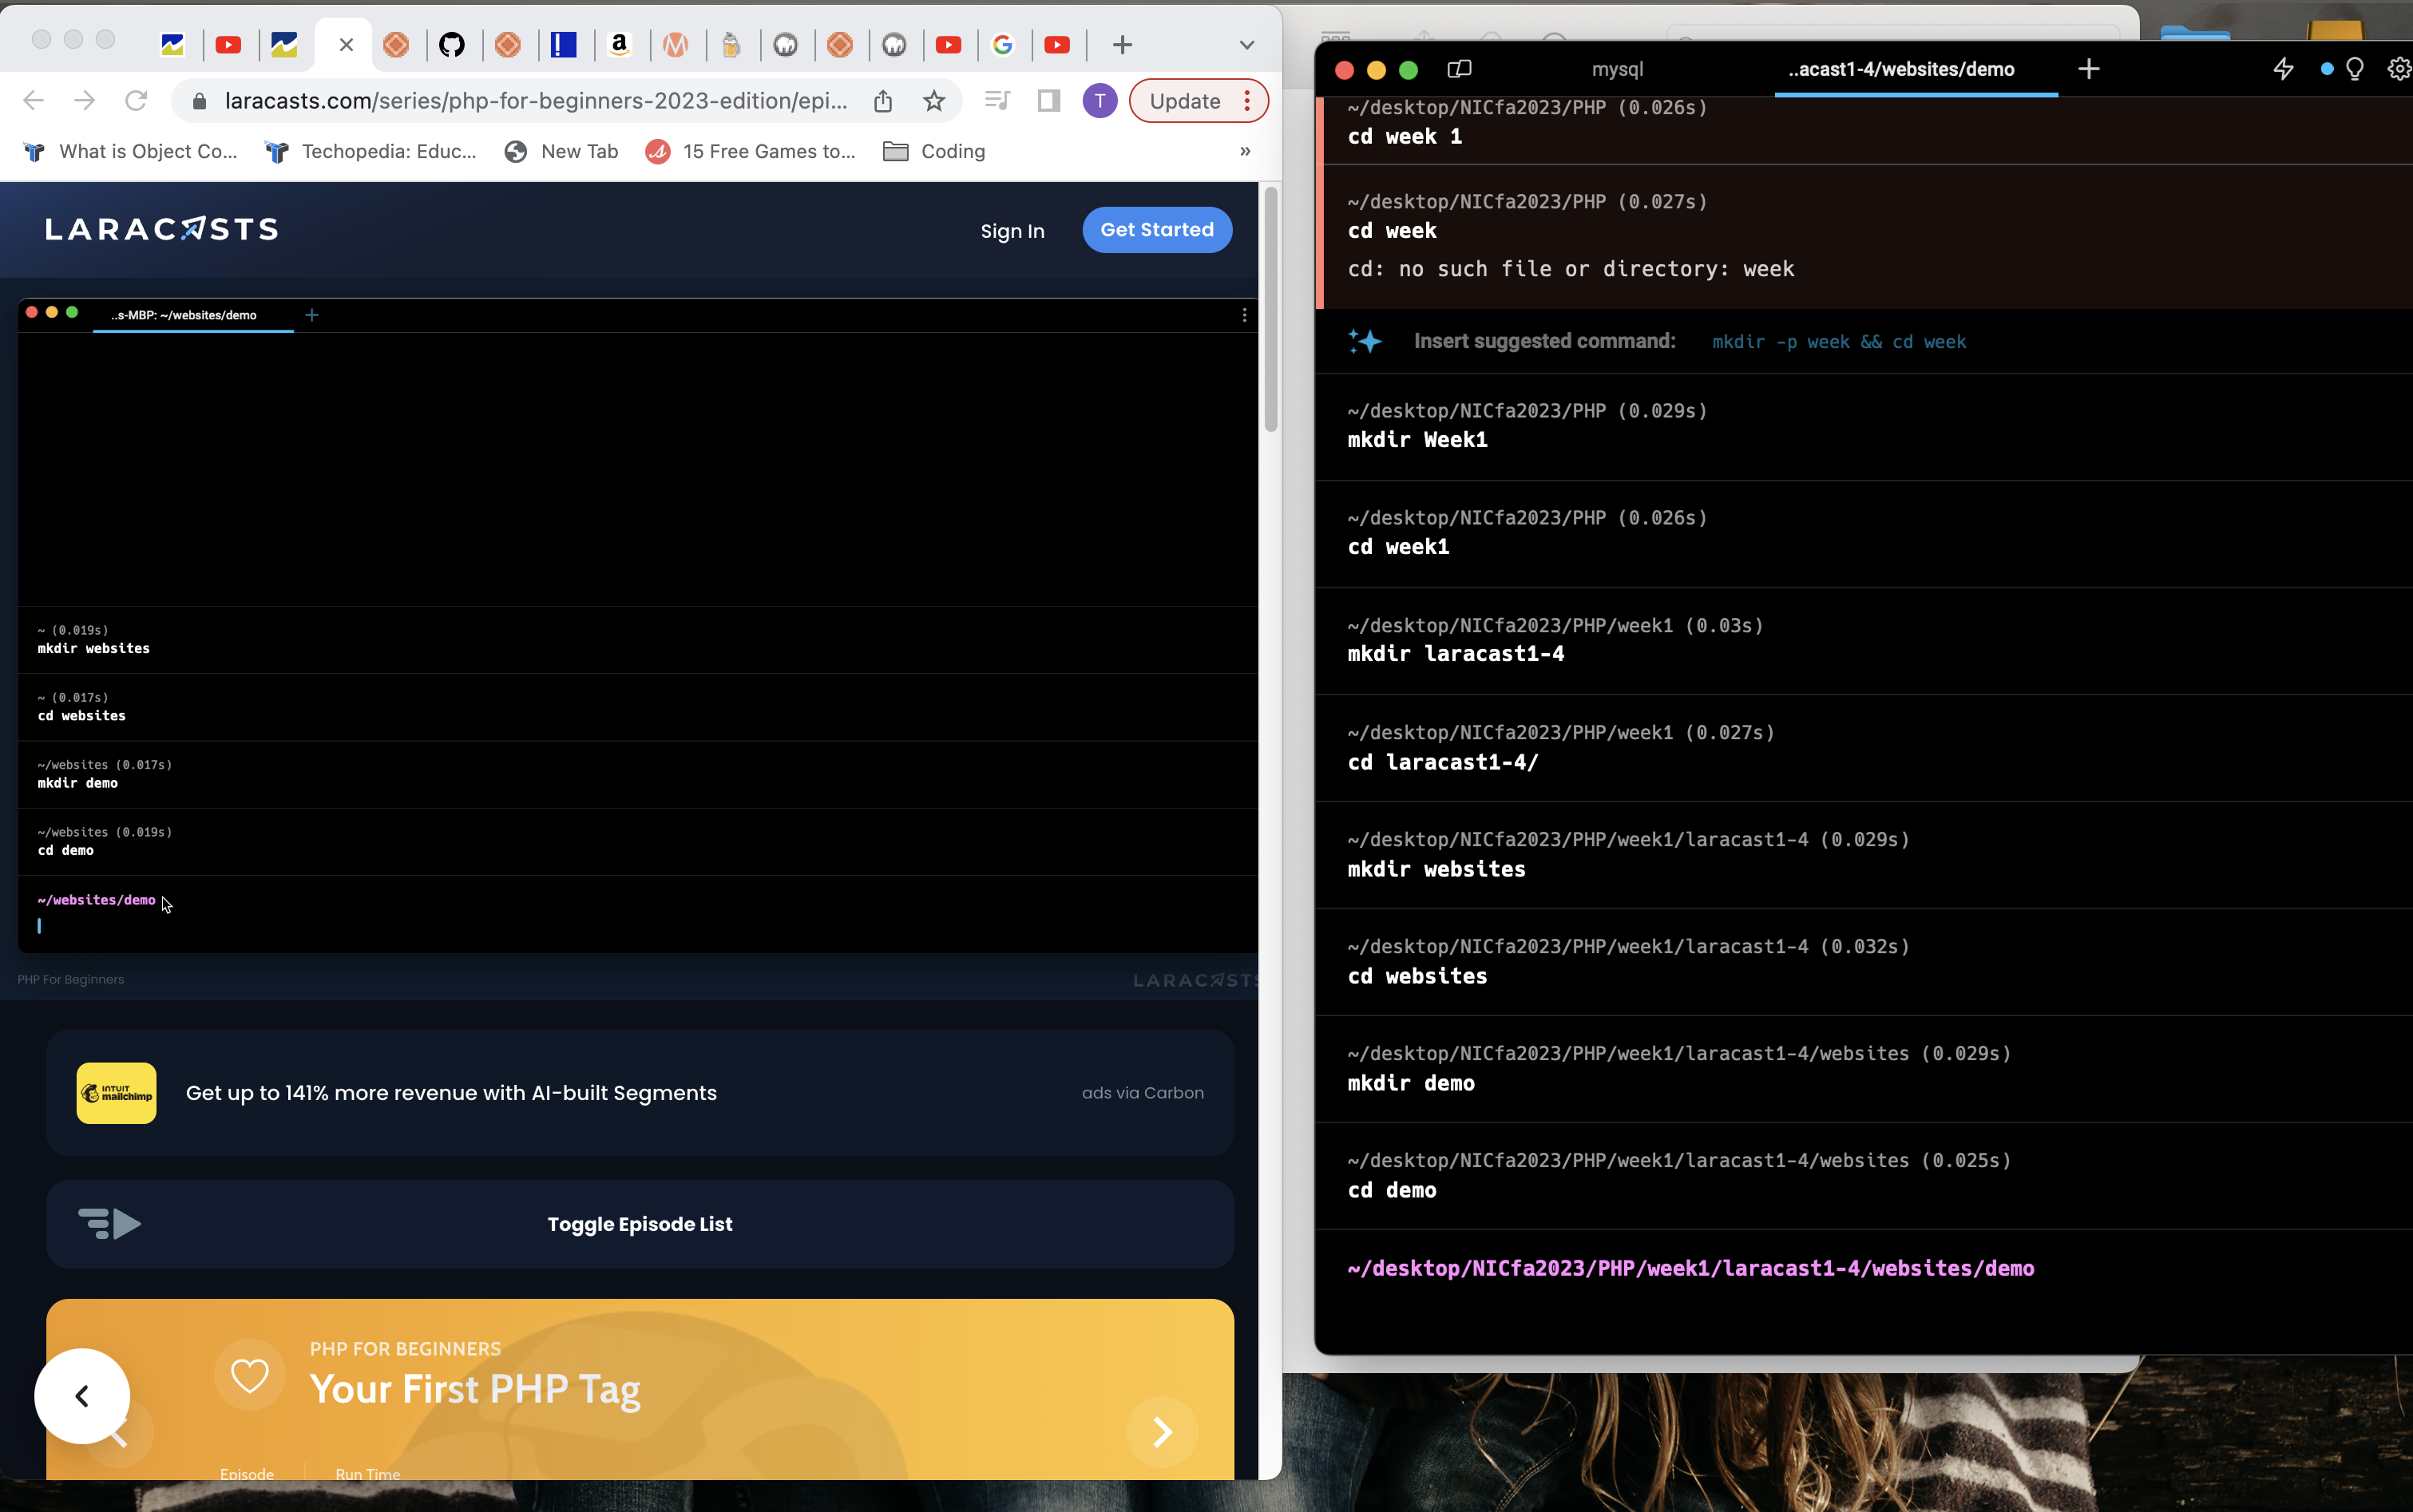 laracasts.com/series/php-for-beginners-2023-edition/epi...
T
Update
What is Object Co...
Techopedia: Educ...
New Tab
15 Free Games to...
Coding
»
LARACASTS
Sign In
Get Started
..s-MBP: ~/websites/demo
~ (0.019s)
mkdir websites
~ (0.017s)
cd websites
~/websites (0.017s)
mkdir demo
~/websites (0.019s)
cd demo
~/websites/demo
PHP For Beginners
LARACASTS
INTUIT
mailchimp
Get up to 141% more revenue with AI-built Segments
ads via Carbon
Toggle Episode List
PHP FOR BEGINNERS
Your First PHP Tag
Episode
Run Time
mysql
..acast1-4/websites/demo
~/desktop/NICfa2023/PHP (0.026s)
cd week 1
~/desktop/NICfa2023/PHP (0.027s)
cd week
cd: no such file or directory: week
Insert suggested command: mkdir -p week && cd week
~/desktop/NICfa2023/PHP (0.029s)
mkdir Week1
~/desktop/NICfa2023/PHP (0.026s)
cd week1
~/desktop/NICfa2023/PHP/week1 (0.03s)
mkdir laracast1-4
~/desktop/NICfa2023/PHP/week1 (0.027s)
cd laracast1-4/
~/desktop/NICfa2023/PHP/week1/laracast1-4 (0.029s)
mkdir websites
~/desktop/NICfa2023/PHP/week1/laracast1-4 (0.032s)
cd websites
~/desktop/NICfa2023/PHP/week1/laracast1-4/websites (0.029s)
mkdir demo
~/desktop/NICfa2023/PHP/week1/laracast1-4/websites (0.025s)
cd demo
~/desktop/NICfa2023/PHP/week1/laracast1-4/websites/demo